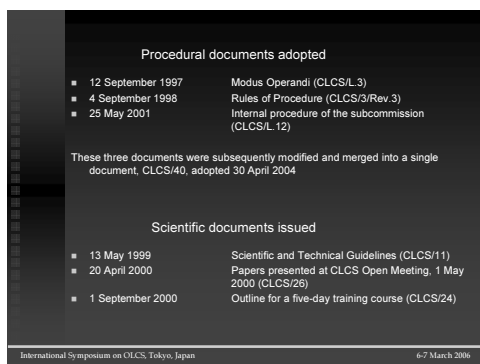 Procedural documents adopted
12 September 1997 Modus Operandi (CLCS/L.3)
4 September 1998 Rules of Procedure (CLCS/3/Rev.3)
25 May 2001 Internal procedure of the subcommission
(CLCS/L.12)
These three documents were subsequently modified and merged into a single
document, CLCS/40, adopted 30 April 2004
Scientific documents issued
13 May 1999 Scientific and Technical Guidelines (CLCS/11)
20 April 2000 Papers presented at CLCS Open Meeting, 1 May
2000 (CLCS/26)
1 September 2000 Outline for a five-day training course (CLCS/24)
International Symposium on OLCS, Tokyo, Japan 6-7 March 2006